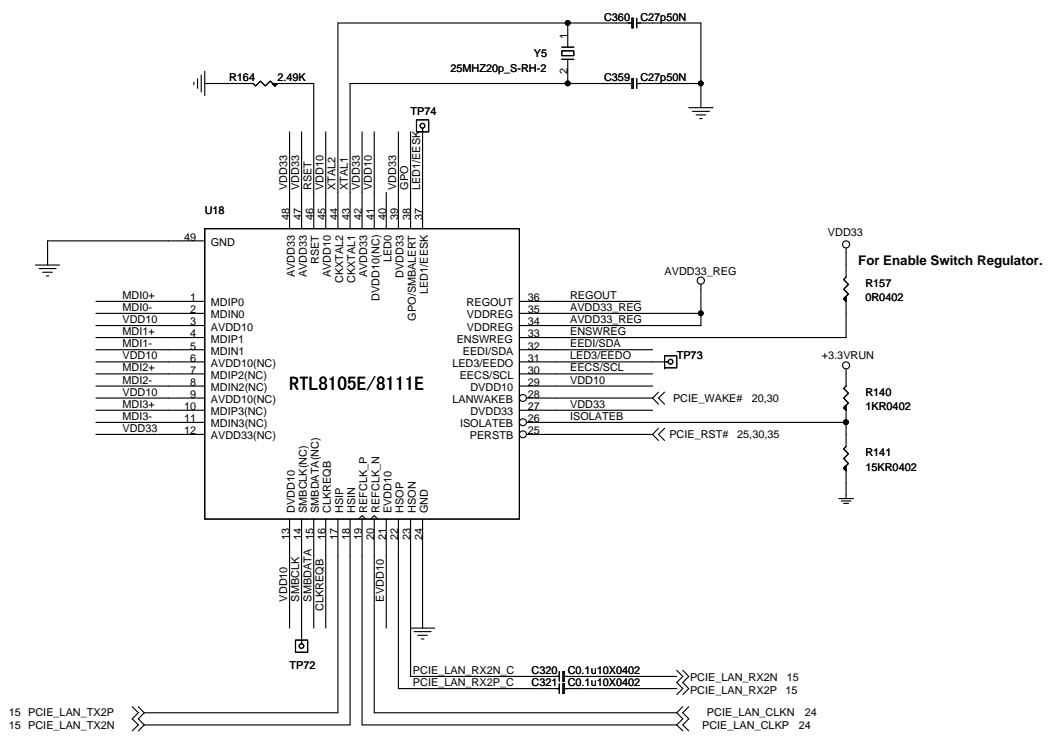 C360 C27p50N
1
Y5
25MHZ20p_S-RH-2
2
C359 C27p50N
R164 2.49K
TP74
VDD33
VDD33
RSET
VDD10
XTAL2
XTAL1
VDD33
VDD10
VDD33
GPO
LED1/EESK
U18
48
47
46
45
44
43
42
41
40
39
38
37
49 GND
AVDD33
AVDD33
RSET
AVDD10
CKXTAL2
CKXTAL1
AVDD33
DVDD10(NC)
LED0
DVDD33
GPO/SMBALERT
LED1/EESK
MDI0+ 1 MDIP0
MDI0- 2 MDIN0
VDD10 3 AVDD10
MDI1+ 4 MDIP1
MDI1- 5 MDIN1
VDD10 6 AVDD10(NC)
MDI2+ 7 MDIP2(NC)
MDI2- 8 MDIN2(NC)
VDD10 9 AVDD10(NC)
MDI3+ 10 MDIP3(NC)
MDI3- 11 MDIN3(NC)
VDD33 12 AVDD33(NC)
RTL8105E/8111E
REGOUT 36 REGOUT
VDDREG 35 AVDD33_REG
VDDREG 34 AVDD33_REG
ENSWREG 33 ENSWREG
EEDI/SDA 32 EEDI/SDA
LED3/EEDO 31 LED3/EEDO
EECS/SCL 30 EECS/SCL
DVDD10 29 VDD10
LANWAKEB 28 PCIE_WAKE# 20,30
DVDD33 27 VDD33
ISOLATEB 26 ISOLATEB
PERSTB 25 PCIE_RST# 25,30,35
AVDD33_REG
TP73
VDD33
For Enable Switch Regulator.
R157
0R0402
+3.3VRUN
R140
1KR0402
R141
15KR0402
DVDD10
SMBCLK(NC)
SMBDATA(NC)
CLKREQB
HSIP
HSIN
REFCLK_P
REFCLK_N
EVDD10
HSOP
HSON
GND
13
14
15
16
17
18
19
20
21
22
23
24
VDD10
SMBCLK
SMBDATA
CLKREQB
EVDD10
TP72
PCIE_LAN_RX2N_C C320 C0.1u10X0402 PCIE_LAN_RX2N 15
PCIE_LAN_RX2P_C C321 C0.1u10X0402 PCIE_LAN_RX2P 15
15 PCIE_LAN_TX2P
15 PCIE_LAN_TX2N
PCIE_LAN_CLKN 24
PCIE_LAN_CLKP 24